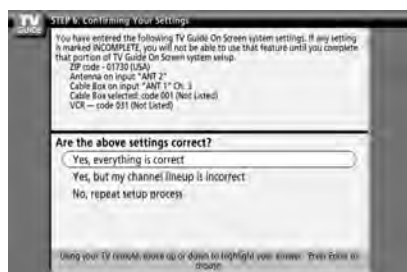 TV
GUIDE
STEP 6: Confirming Your Settings
You have entered the following TV Guide On Screen system settings. If any setting
is marked INCOMPLETE, you will not be able to use that feature until you complete
that portion of TV Guide On Screen system setup.
ZIP code - 01730 (USA)
Antenna on input "ANT 2"
Cable Box on input "ANT 1" Ch. 3
Cable Box selected: code 001 (Not Listed)
VCR — code 031 (Not Listed)
Are the above settings correct?
Yes, everything is correct
Yes, but my channel lineup is incorrect
No, repeat setup process
Using your TV remote, move up or down to highlight your answer. Press Enter to
choose.